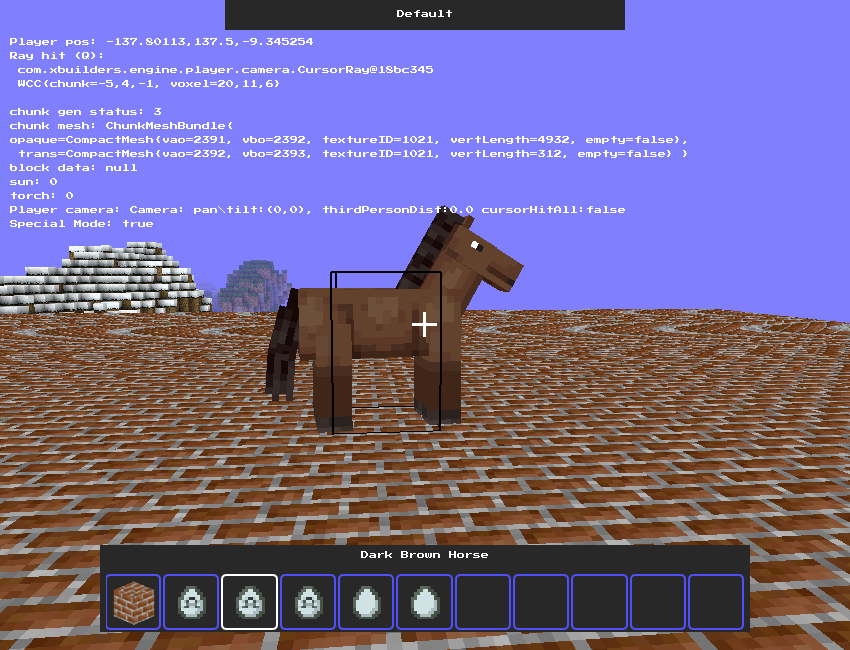 Default
Player pos: -137.80113,137.5,-9.345254
Ray hit (Q):
com.xbuilders.engine.player.camera.CursorRay@18bc345
WCC{chunk=-5,4,-1, voxel=20,11,6}
chunk gen status: 3
chunk mesh: ChunkMeshBundle{
opaque=CompactMesh{vao=2391, vbo=2392, textureID=1021, vertLength=4932, empty=false},
trans=CompactMesh{vao=2392, vbo=2393, textureID=1021, vertLength=312, empty=false} }
block data: null
sun: 0
torch: 0
Player camera: Camera: pan\tilt:(0,0), thirdPersonDist:0.0 cursorHitAll:false
Special Mode: true
Dark Brown Horse